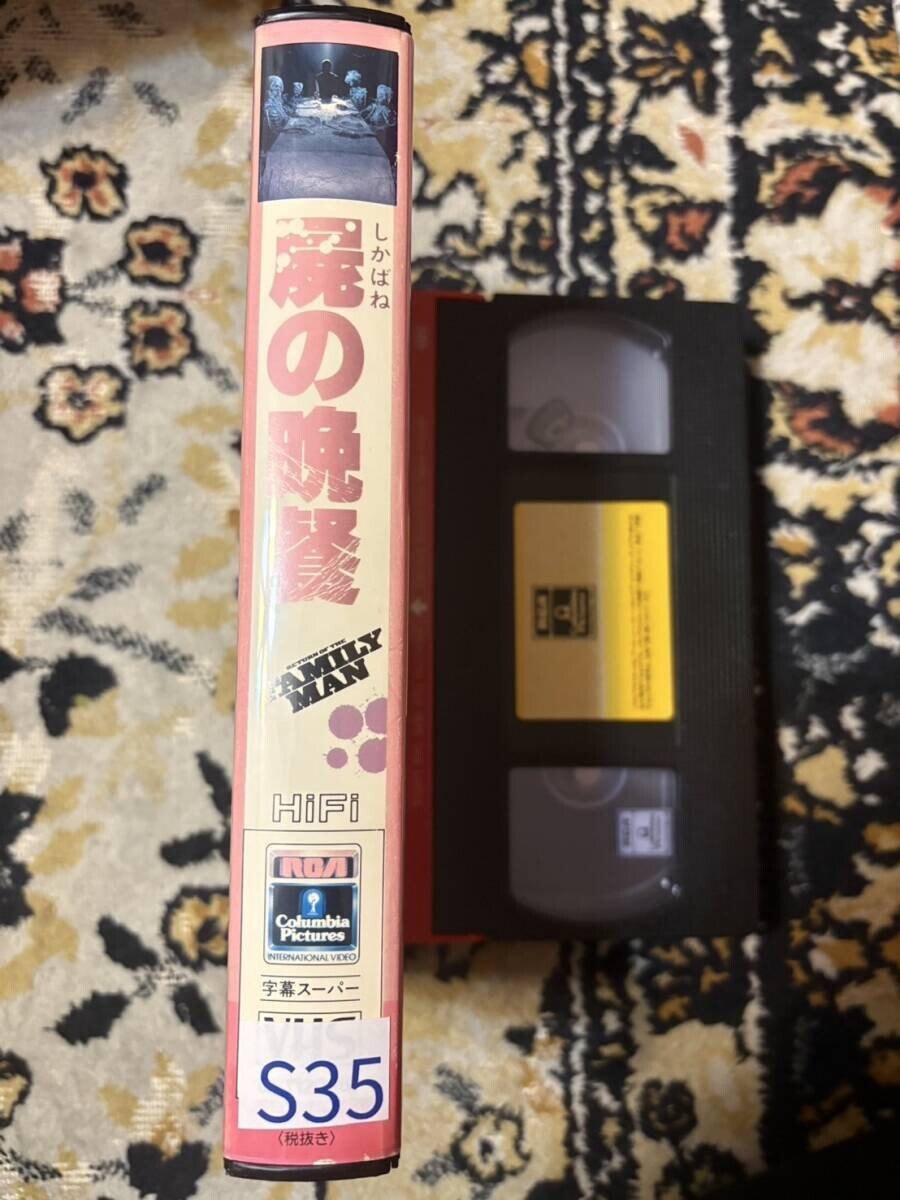 しかばね
屍の晩餐
RETURN OF THE
FAMILY
MAN
HiFi
RCA
Columbia
Pictures
INTERNATIONAL VIDEO
字幕スーパー
VHS
S35
〈税抜き〉